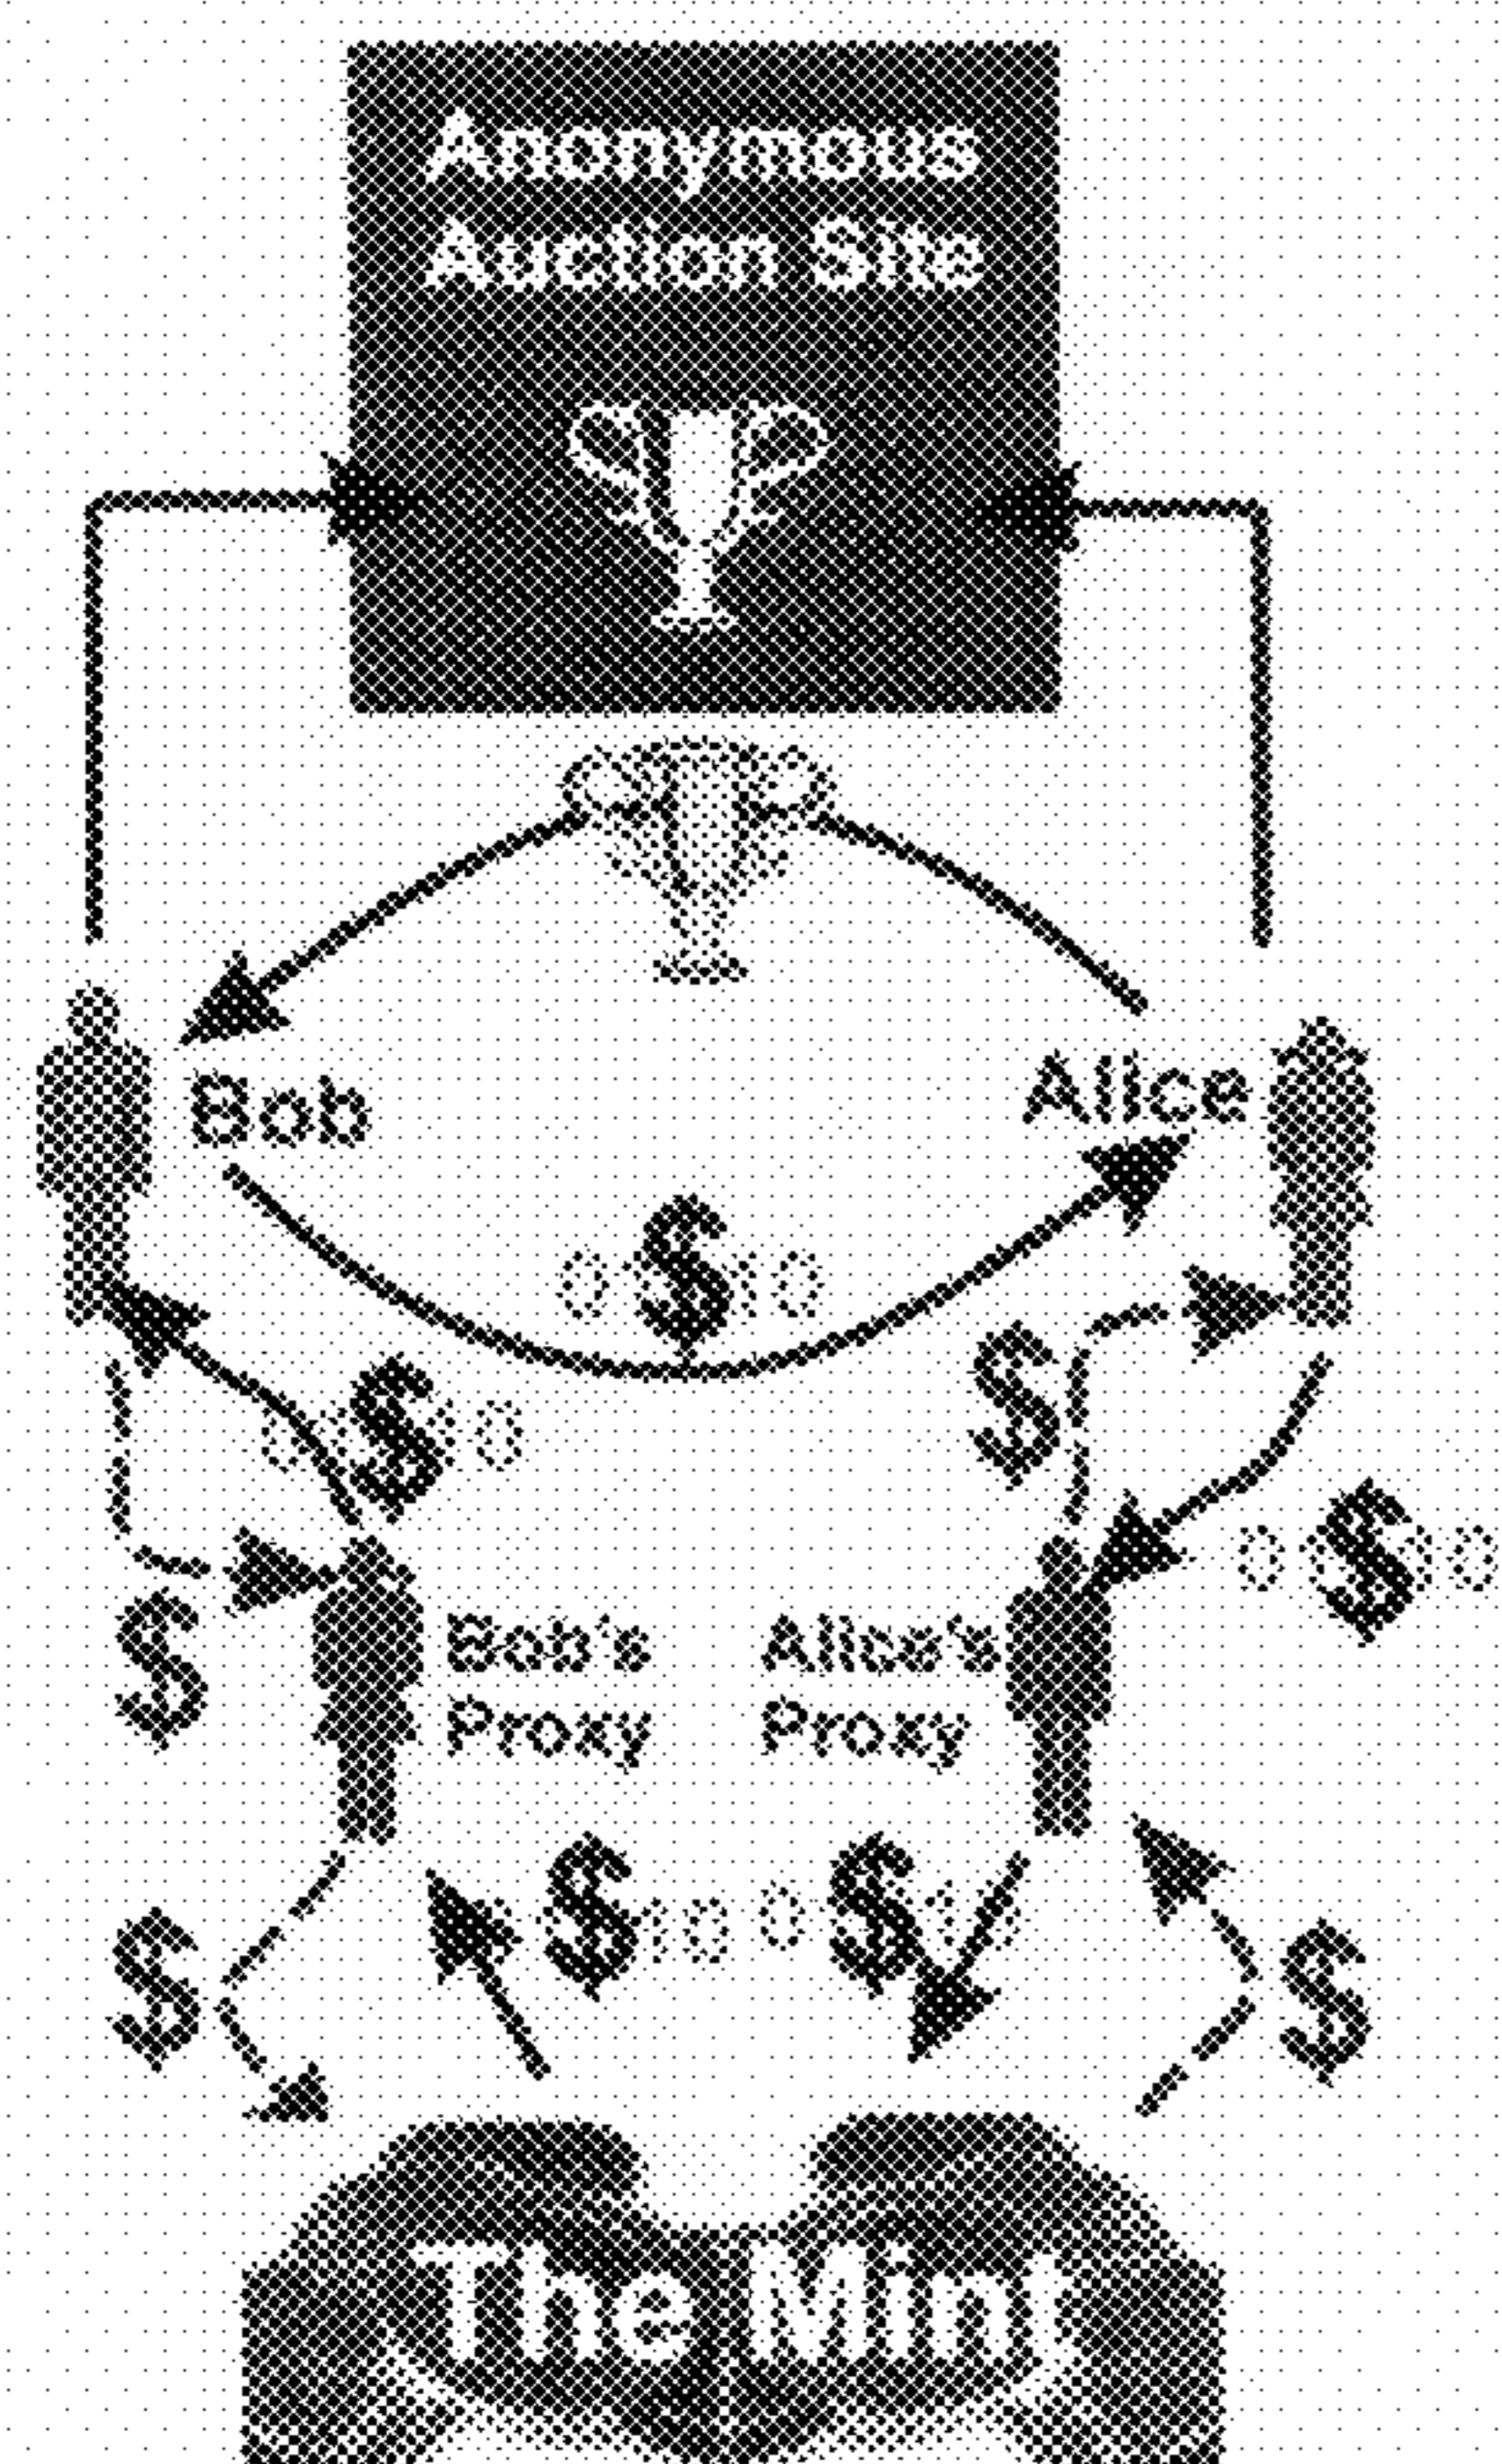 Anonymous
Auction Site
Bob
Alice
$
$
$
$
$
Bob's
Proxy
Alice's
Proxy
$
$
$
$
The Mint